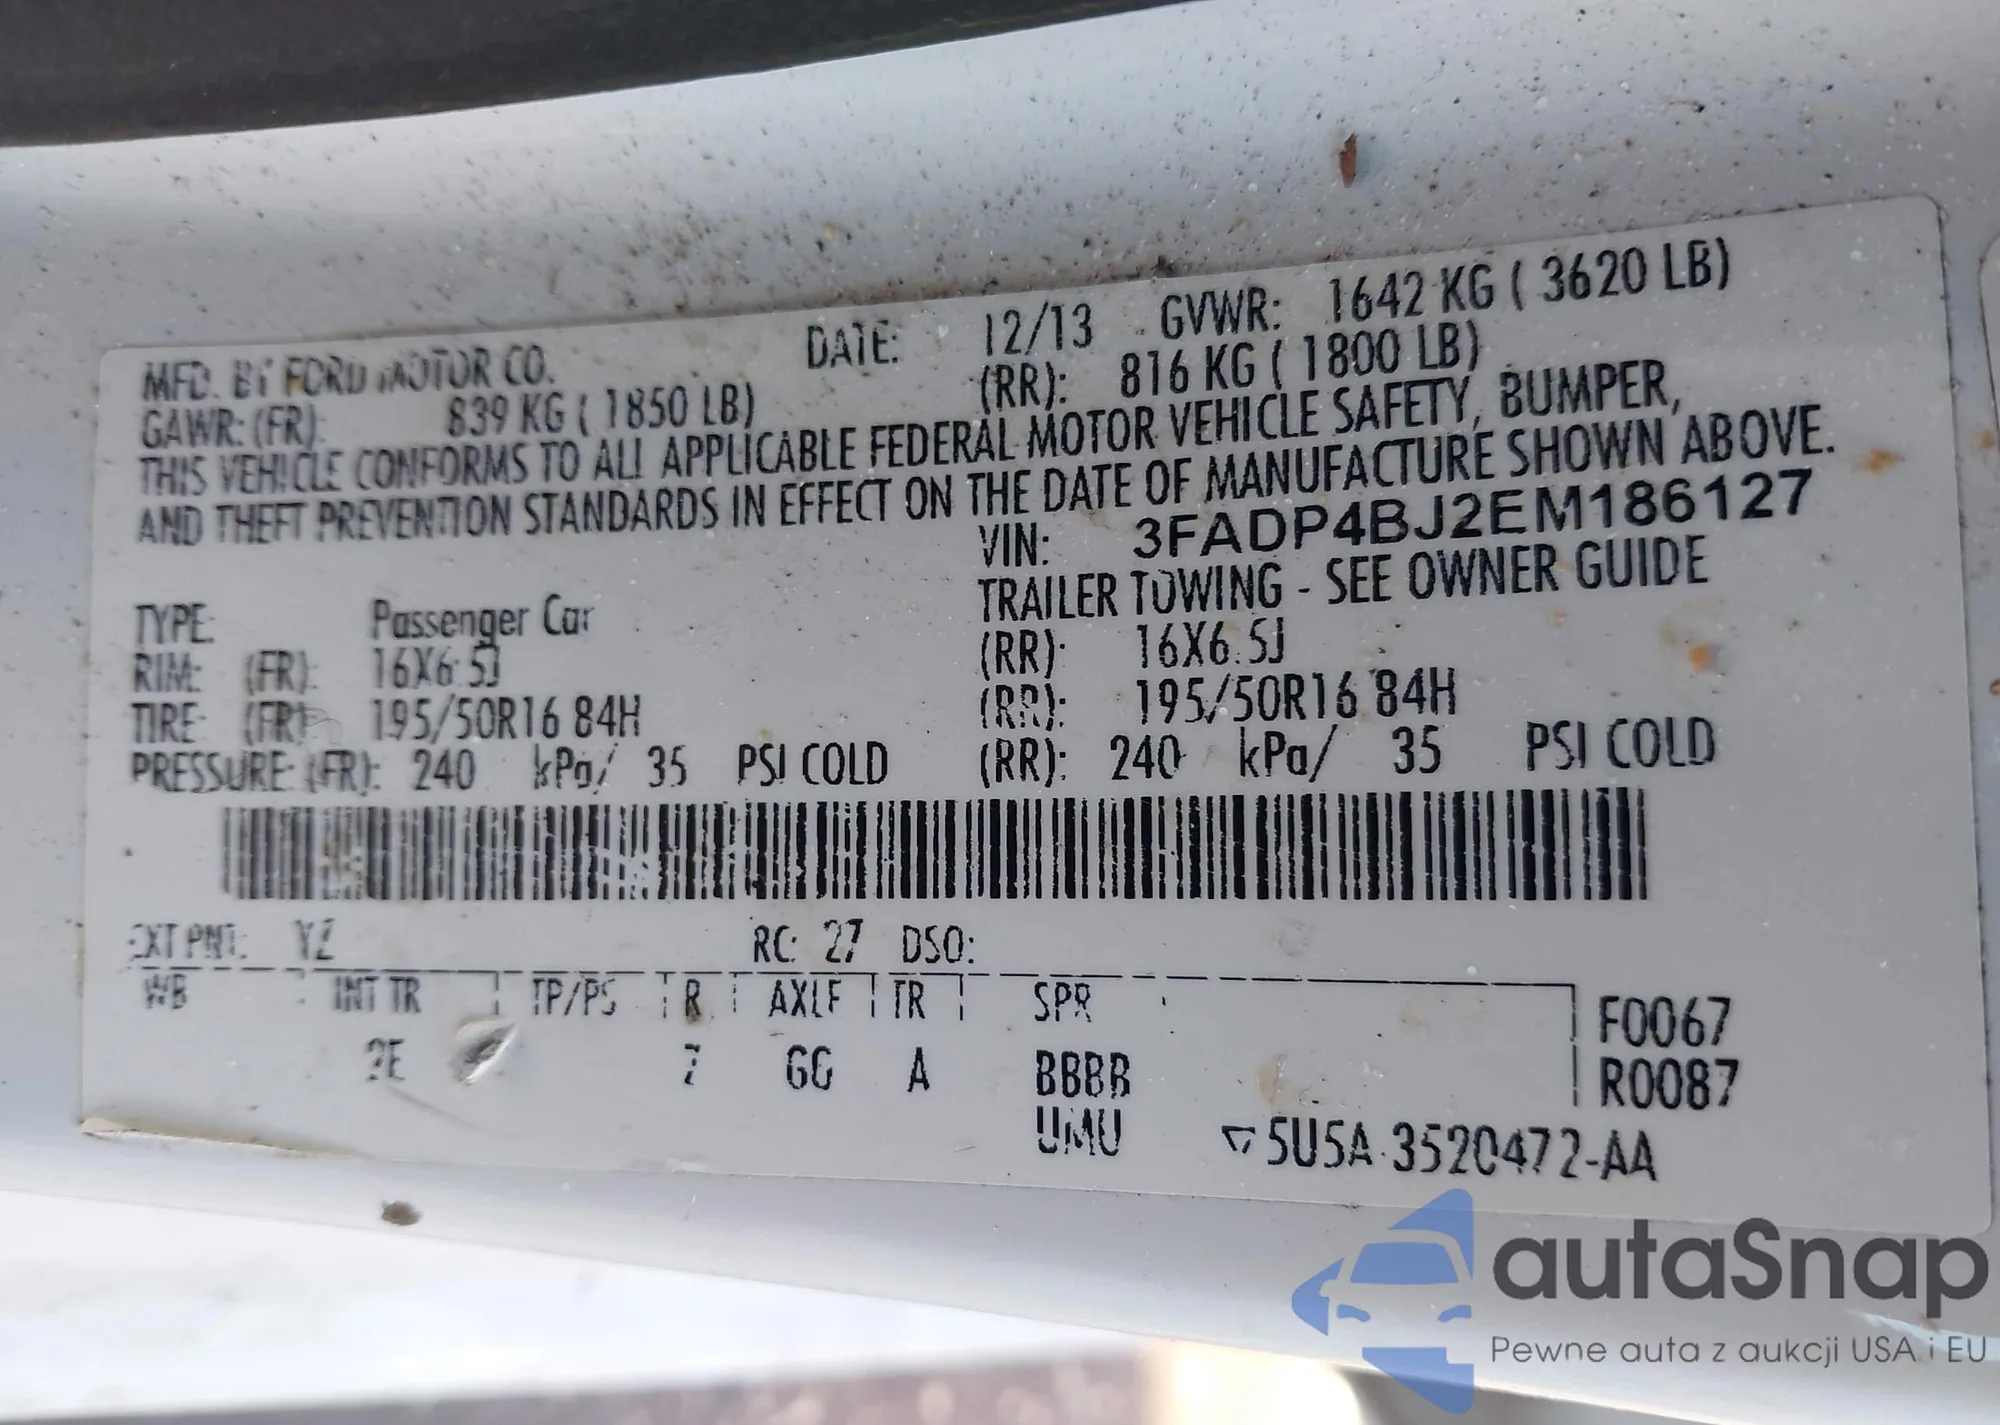 MFD. BY FORD MOTOR CO. DATE: 12/13 GVWR: 1642 KG ( 3620 LB)
GAWR: (FR): 839 KG ( 1850 LB) (RR): 816 KG ( 1800 LB)
THIS VEHICLE CONFORMS TO ALL APPLICABLE FEDERAL MOTOR VEHICLE SAFETY, BUMPER,
AND THEFT PREVENTION STANDARDS IN EFFECT ON THE DATE OF MANUFACTURE SHOWN ABOVE.
VIN: 3FADP4BJ2EM186127
TYPE: Passenger Car TRAILER TOWING - SEE OWNER GUIDE
RIM: (FR): 16X6.5J (RR): 16X6.5J
TIRE: (FR): 195/50R16 84H (RR): 195/50R16 84H
PRESSURE: (FR): 240 kPa/ 35 PSI COLD (RR): 240 kPa/ 35 PSI COLD
EXT PNT: YZ RC: 27 DSO:
WB INT TR TP/PS R AXLE TR SPR F0067
GG A BBBB R0087
UMU 5U5A-3520472-AA
autaSnap
Pewne auta z aukcji USA i EU